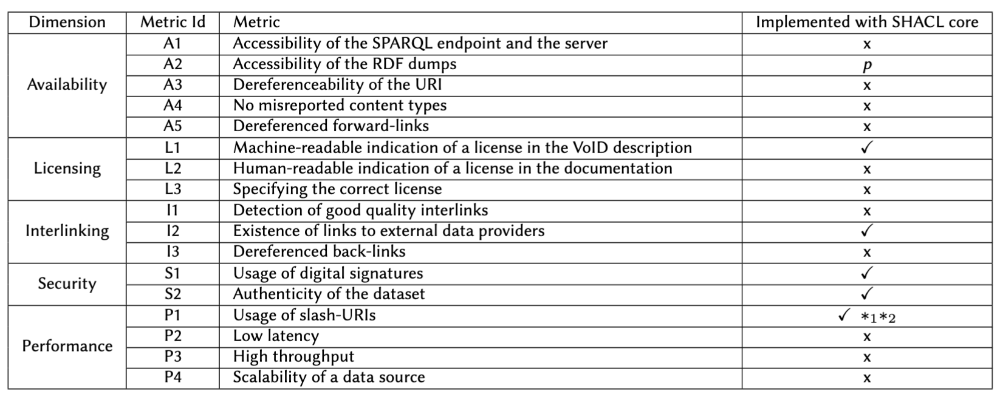 Dimension Metric Id Metric Implemented with SHACL core
Availability
A1 Accessibility of the SPARQL endpoint and the server x
A2 Accessibility of the RDF dumps p
A3 Dereferenceability of the URI x
A4 No misreported content types x
A5 Dereferenced forward-links x
Licensing
L1 Machine-readable indication of a license in the VoID description ✓
L2 Human-readable indication of a license in the documentation x
L3 Specifying the correct license x
Interlinking
I1 Detection of good quality interlinks x
I2 Existence of links to external data providers ✓
I3 Dereferenced back-links x
Security
S1 Usage of digital signatures ✓
S2 Authenticity of the dataset ✓
Performance
P1 Usage of slash-URIs ✓ *1*2
P2 Low latency x
P3 High throughput x
P4 Scalability of a data source x